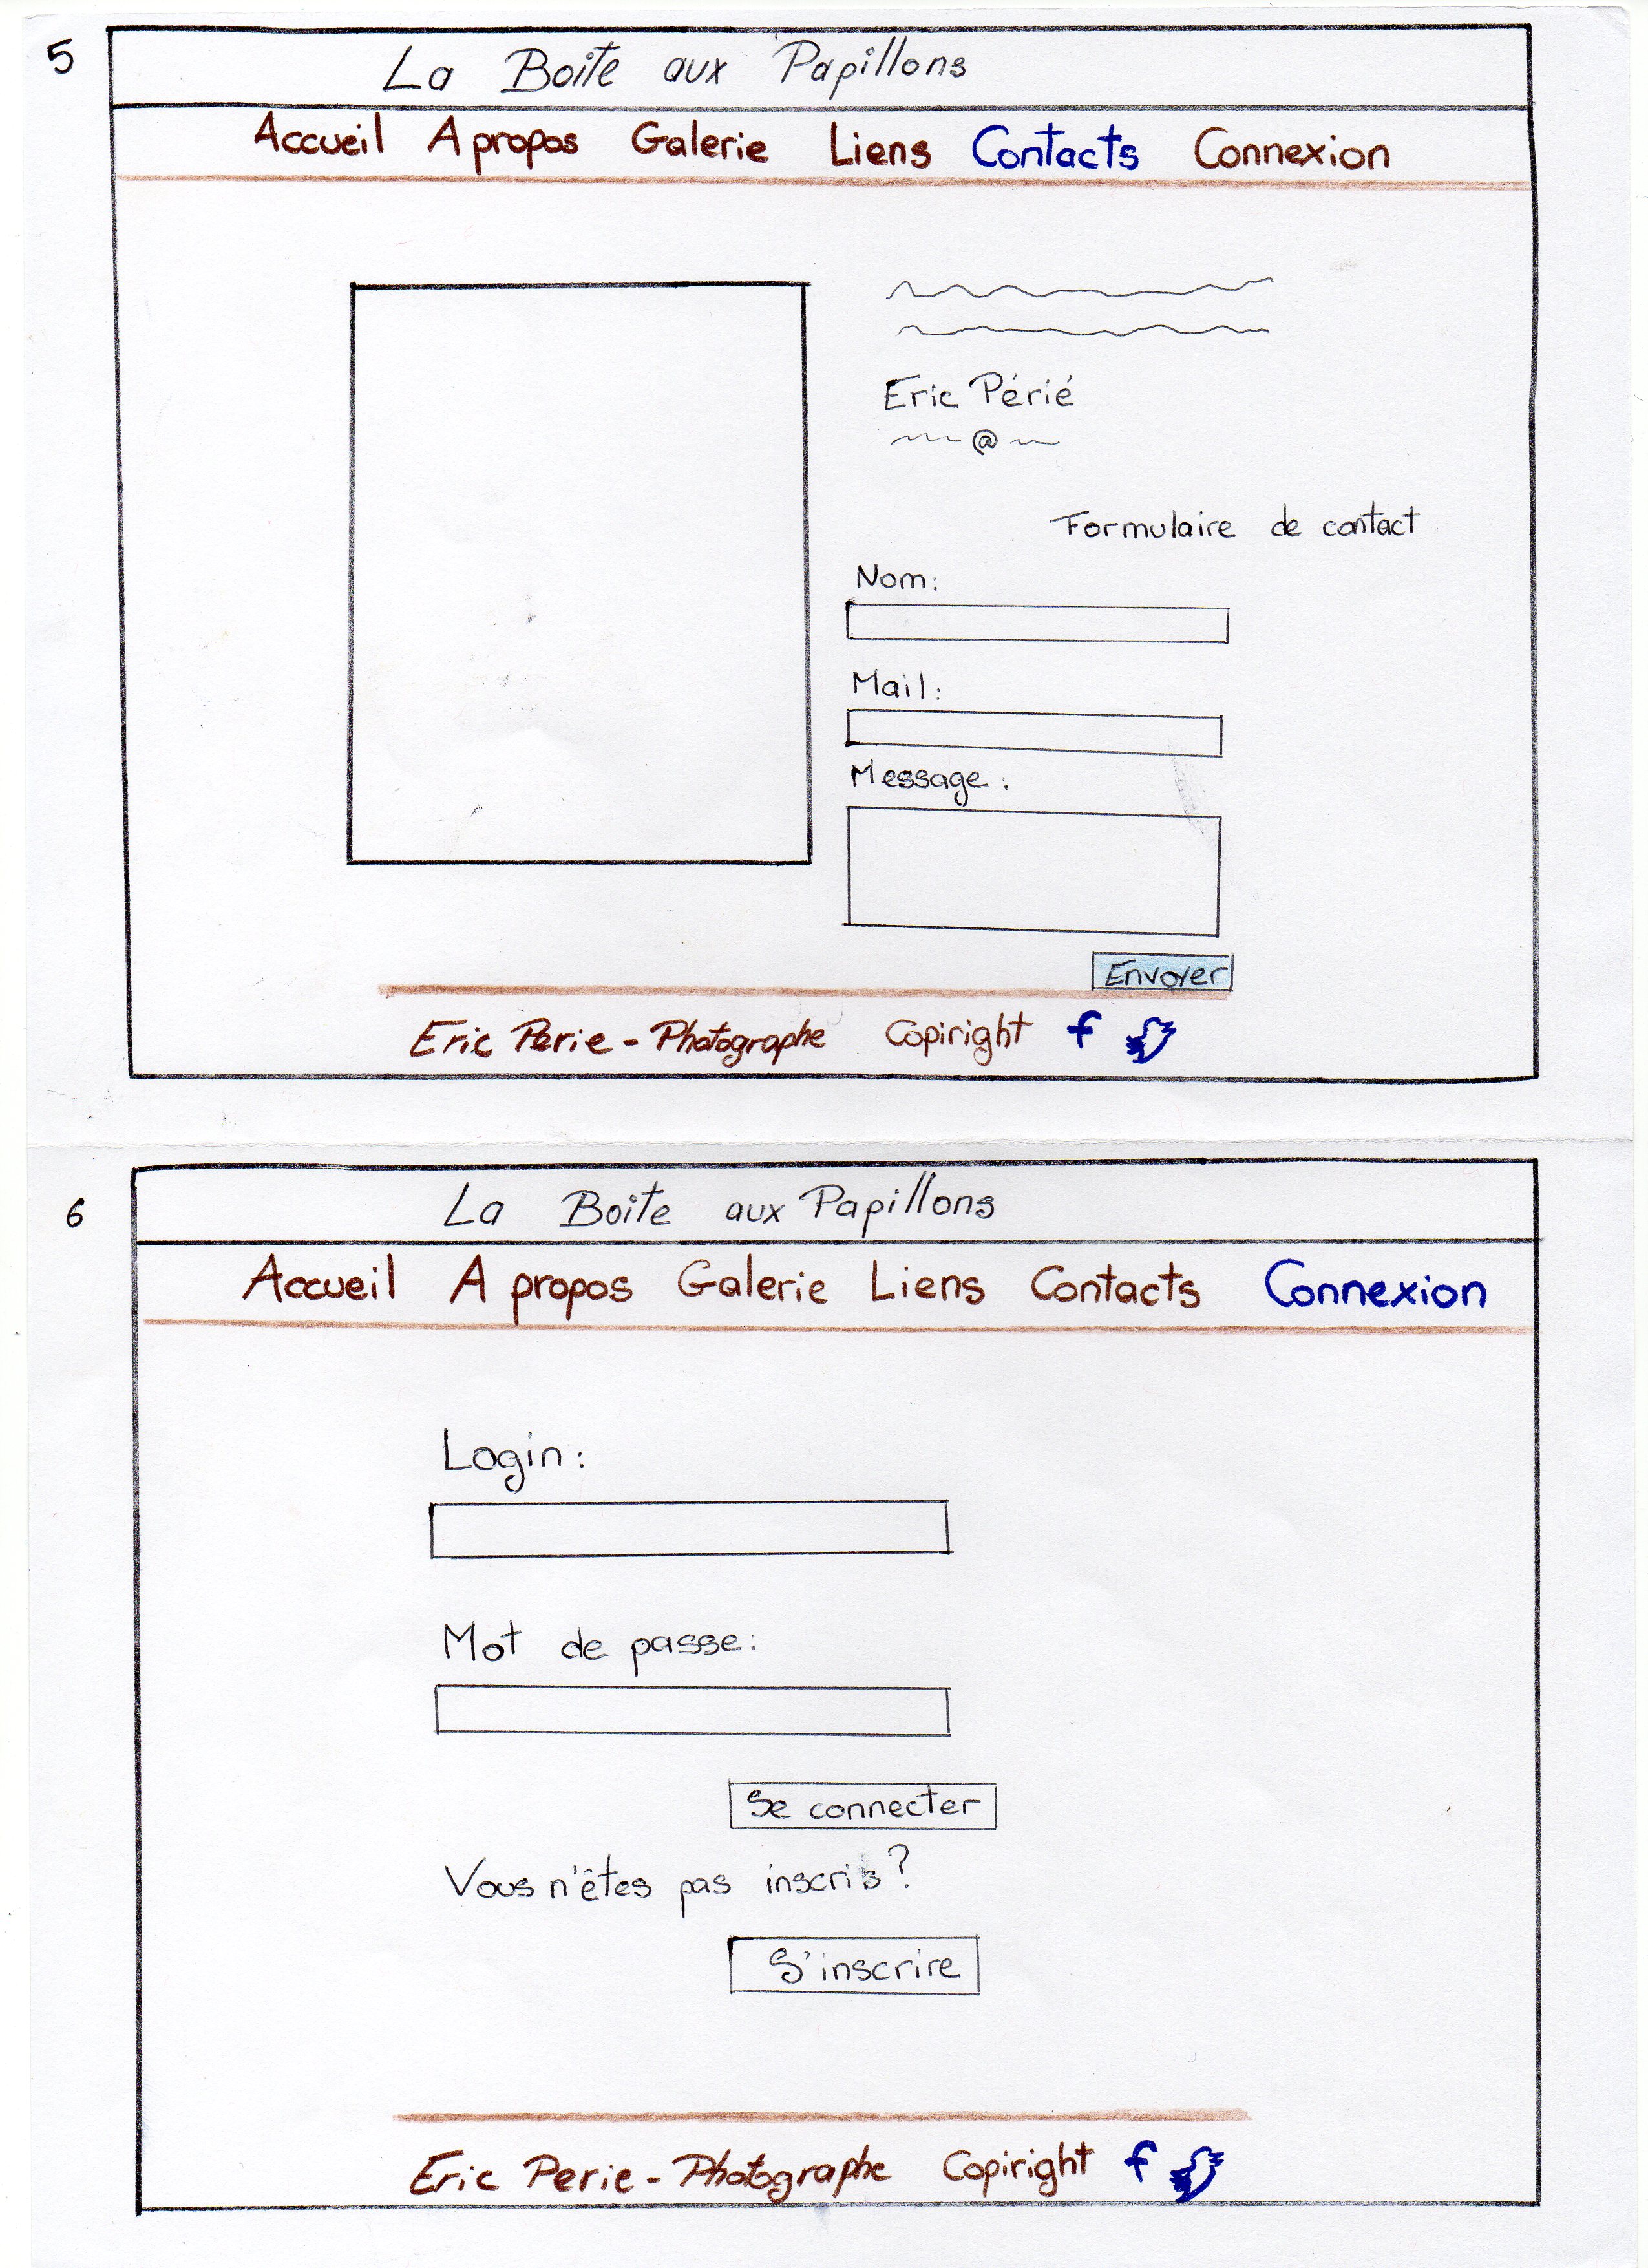 5
La Boite aux Papillons
Accueil A propos Galerie Liens Contacts Connexion
Eric Périé
@
Formulaire de contact
Nom:
Mail:
Message:
Envoyer
Eric Perie - Photographe Copiright f
6
La Boite aux Papillons
Accueil A propos Galerie Liens Contacts Connexion
Login:
Mot de passe:
Se connecter
Vous n'êtes pas inscris?
S'inscrire
Eric Perie - Photographe Copiright f